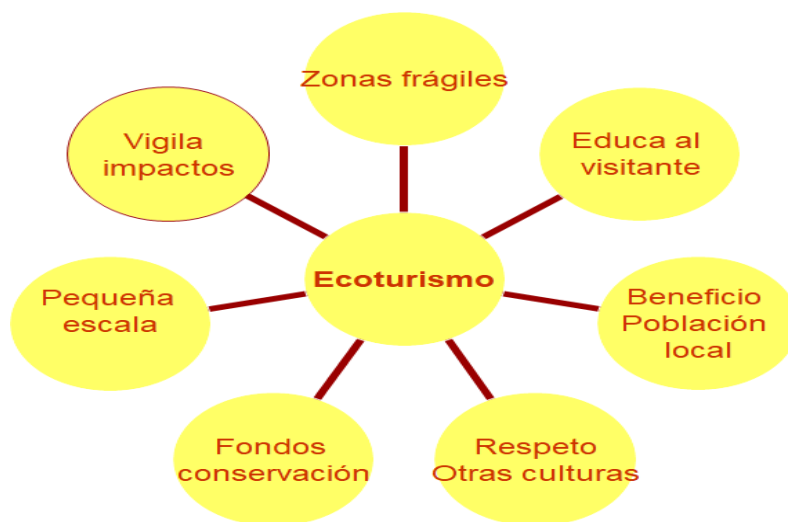 Zonas frágiles
Vigila
impactos
Educa al
visitante
Ecoturismo
Pequeña
escala
Beneficio
Población
local
Fondos
conservación
Respeto
Otras culturas